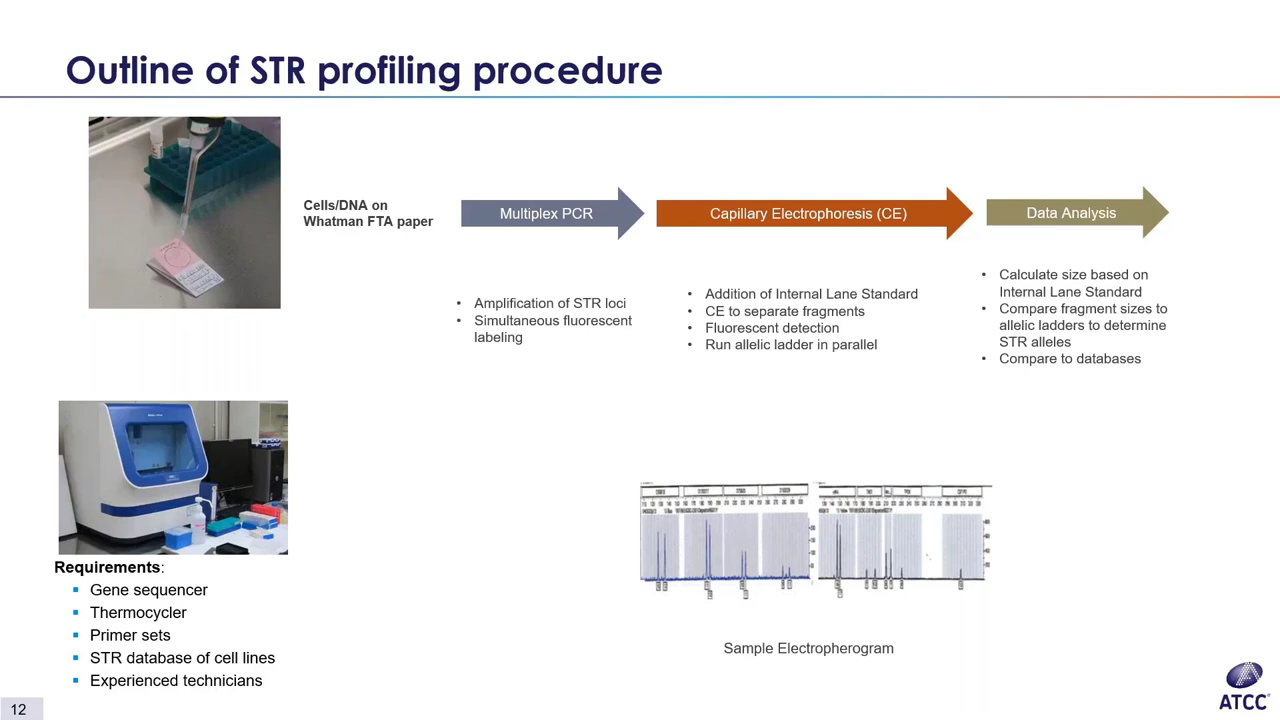 Outline of STR profiling procedure
Cells/DNA on
Whatman FTA paper
Multiplex PCR
Capillary Electrophoresis (CE)
Data Analysis
• Amplification of STR loci
• Simultaneous fluorescent
labeling
• Addition of Internal Lane Standard
• CE to separate fragments
• Fluorescent detection
• Run allelic ladder in parallel
• Calculate size based on
Internal Lane Standard
• Compare fragment sizes to
allelic ladders to determine
STR alleles
• Compare to databases
Requirements:
▪ Gene sequencer
▪ Thermocycler
▪ Primer sets
▪ STR database of cell lines
▪ Experienced technicians
Sample Electropherogram
12
ATCC®